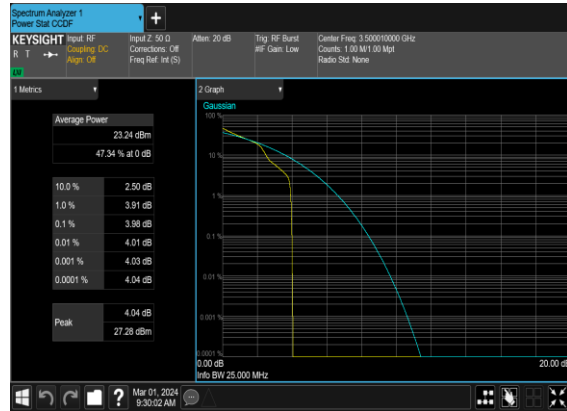 Spectrum Analyzer 1
Power Stat CCDF
KEYSIGHT
R T
LXI
Input: RF
Coupling: DC
Align: Off
Input Z: 50 Ω
Corrections: Off
Freq Ref: Int (S)
Atten: 20 dB
Trig: RF Burst
#IF Gain: Low
Center Freq: 3.500010000 GHz
Counts: 1.00 M/1.00 Mpt
Radio Std: None
1 Metrics
Average Power
23.24 dBm
47.34 % at 0 dB
10.0 % 2.50 dB
1.0 % 3.91 dB
0.1 % 3.98 dB
0.01 % 4.01 dB
0.001 % 4.03 dB
0.0001 % 4.04 dB
Peak
4.04 dB
27.28 dBm
2 Graph
Gaussian
100 %
10 %
1 %
0.1 %
0.01 %
0.001 %
0.0001 %
0.00 dB
20.00 dB
Info BW 25.000 MHz
?
Mar 01, 2024
9:30:02 AM